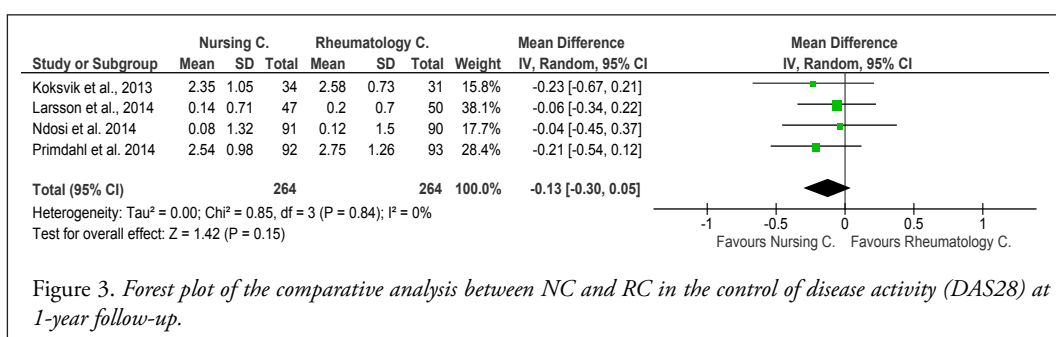 Nursing C. Rheumatology C. Mean Difference Mean Difference
Study or Subgroup Mean SD Total Mean SD Total Weight IV, Random, 95% CI IV, Random, 95% CI
Koksvik et al., 2013 2.35 1.05 34 2.58 0.73 31 15.8% -0.23 [-0.67, 0.21]
Larsson et al., 2014 0.14 0.71 47 0.2 0.7 50 38.1% -0.06 [-0.34, 0.22]
Ndosi et al. 2014 0.08 1.32 91 0.12 1.5 90 17.7% -0.04 [-0.45, 0.37]
Primdahl et al. 2014 2.54 0.98 92 2.75 1.26 93 28.4% -0.21 [-0.54, 0.12]
Total (95% CI) 264 264 100.0% -0.13 [-0.30, 0.05]
Heterogeneity: Tau² = 0.00; Chi² = 0.85, df = 3 (P = 0.84); I² = 0%
Test for overall effect: Z = 1.42 (P = 0.15)
-1 -0.5 0 0.5 1
Favours Nursing C. Favours Rheumatology C.
Figure 3. Forest plot of the comparative analysis between NC and RC in the control of disease activity (DAS28) at
1-year follow-up.